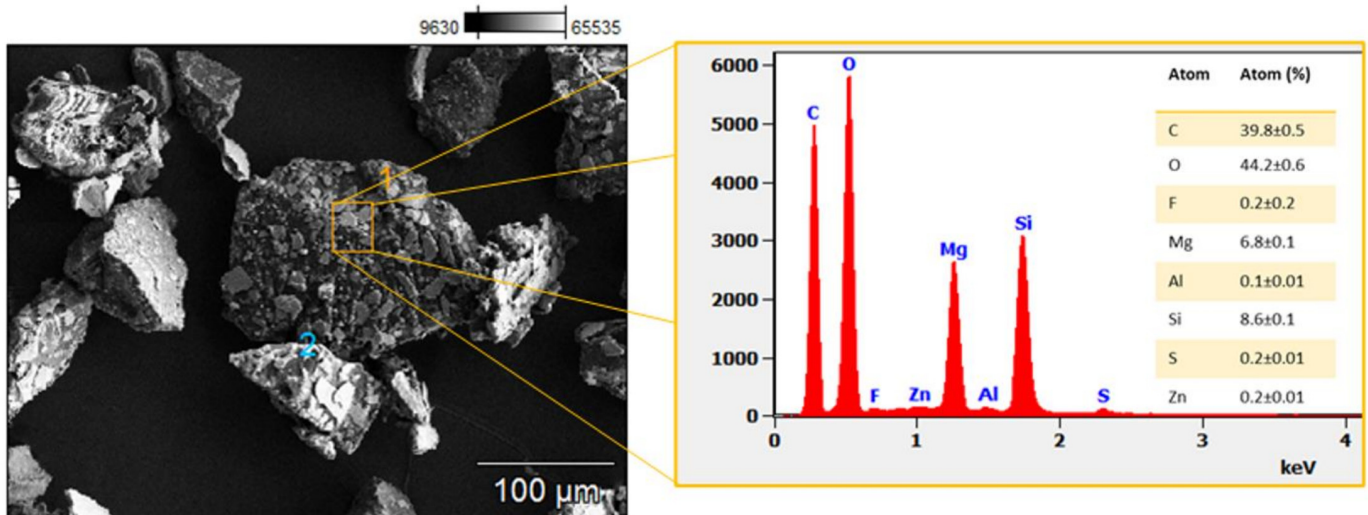 9630 65535
1
2
100 µm
6000
5000
4000
3000
2000
1000
0
C
O
F
Zn
Mg
Al
Si
S
0 1 2 3 4
keV
Atom Atom (%)
C 39.8±0.5
O 44.2±0.6
F 0.2±0.2
Mg 6.8±0.1
Al 0.1±0.01
Si 8.6±0.1
S 0.2±0.01
Zn 0.2±0.01